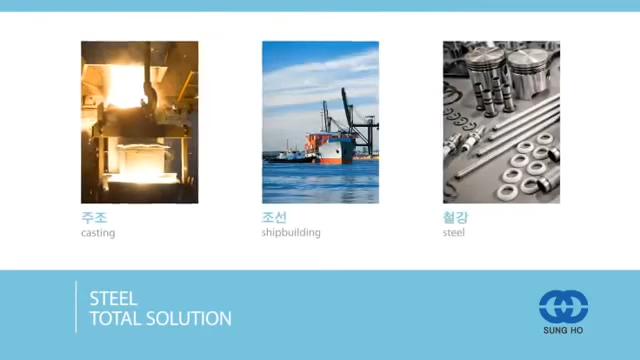 주조
casting
조선
shipbuilding
철강
steel
STEEL
TOTAL SOLUTION
SUNG HO